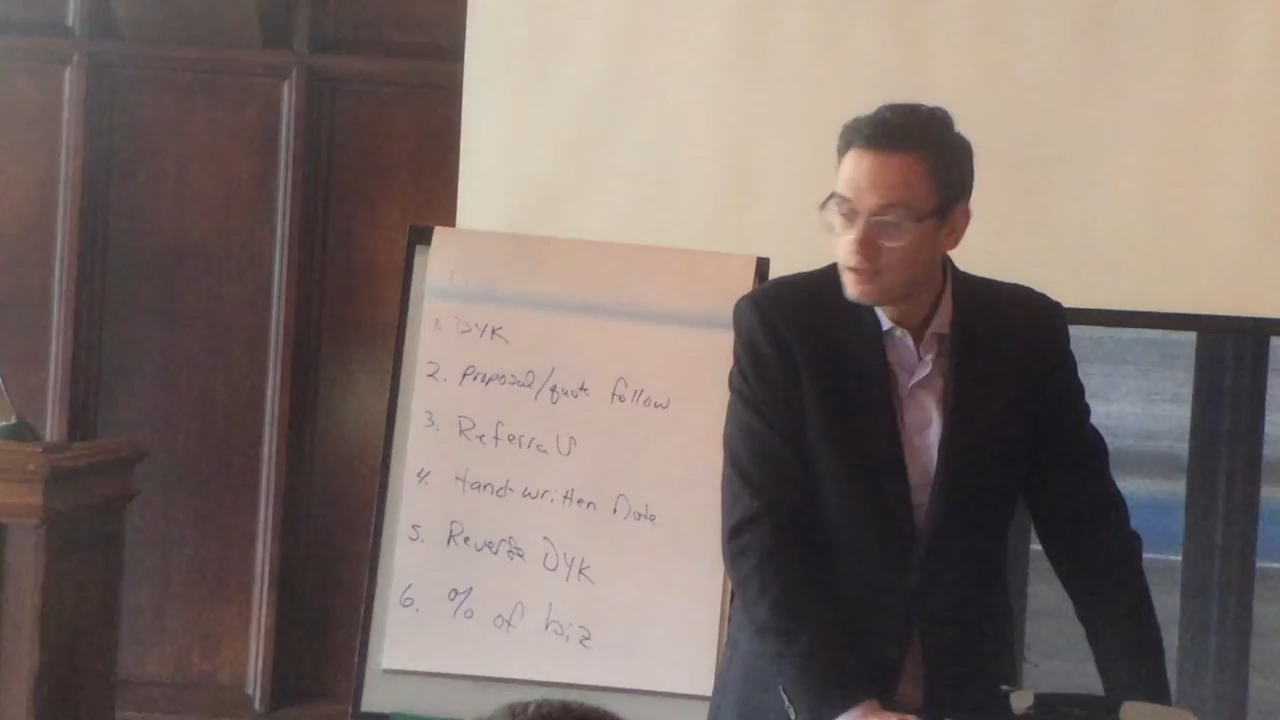 1. DYK
2. proposal/quote follow
3. Referrals
4. Hand-written Note
5. Reverse DYK
6. % of biz